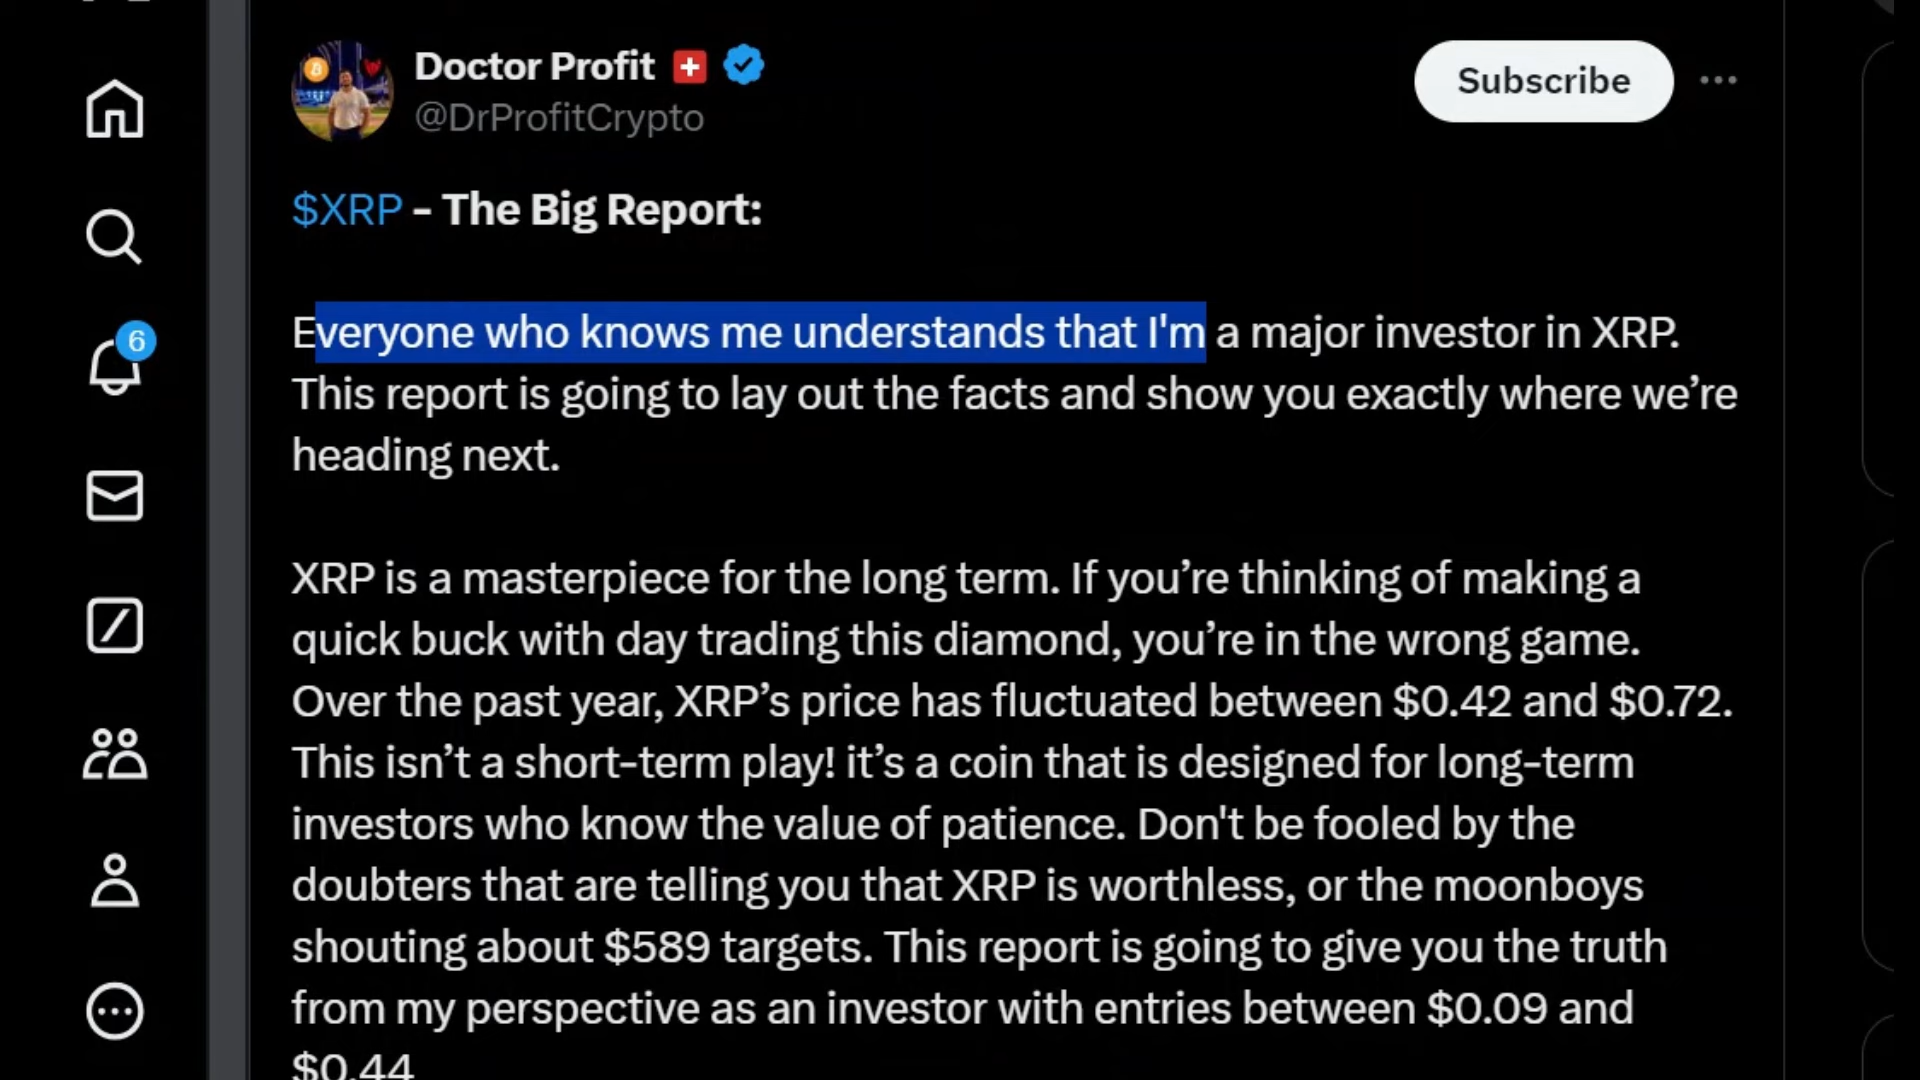 Doctor Profit
@DrProfitCrypto
Subscribe
$XRP - The Big Report:
Everyone who knows me understands that I'm a major investor in XRP.
This report is going to lay out the facts and show you exactly where we’re
heading next.
6
XRP is a masterpiece for the long term. If you’re thinking of making a
quick buck with day trading this diamond, you’re in the wrong game.
Over the past year, XRP’s price has fluctuated between $0.42 and $0.72.
This isn’t a short-term play! it’s a coin that is designed for long-term
investors who know the value of patience. Don't be fooled by the
doubters that are telling you that XRP is worthless, or the moonboys
shouting about $589 targets. This report is going to give you the truth
from my perspective as an investor with entries between $0.09 and
$0.44